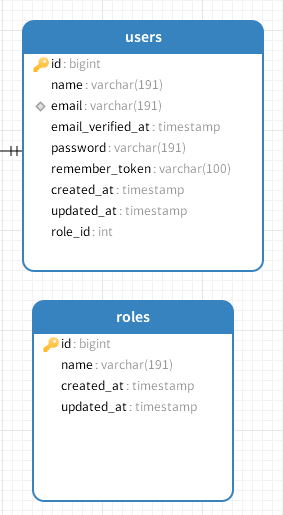 users
id : bigint
name : varchar(191)
email : varchar(191)
email_verified_at : timestamp
password : varchar(191)
remember_token : varchar(100)
created_at : timestamp
updated_at : timestamp
role_id : int
roles
id : bigint
name : varchar(191)
created_at : timestamp
updated_at : timestamp